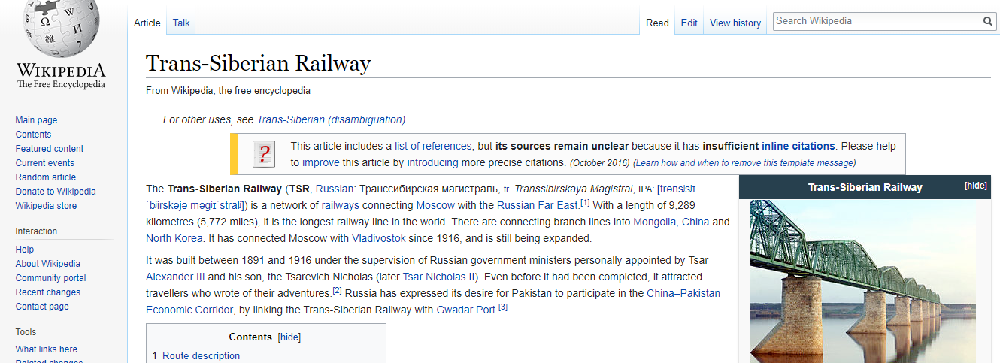 Article
Talk
Read
Edit
View history
Search Wikipedia
Ω
W
維
И
WIKIPEDIA
The Free Encyclopedia
Main page
Contents
Featured content
Current events
Random article
Donate to Wikipedia
Wikipedia store
Interaction
Help
About Wikipedia
Community portal
Recent changes
Contact page
Tools
What links here
Related changes
Trans-Siberian Railway
From Wikipedia, the free encyclopedia
For other uses, see Trans-Siberian (disambiguation).
?
This article includes a list of references, but its sources remain unclear because it has insufficient inline citations. Please help
to improve this article by introducing more precise citations. (October 2016) (Learn how and when to remove this template message)
The Trans-Siberian Railway (TSR, Russian: Транссибирская магистраль, tr. Transsibirskaya Magistral, IPA: [trənsʲsʲɪ
ˈbʲirskəjə məgʲɪˈstralʲ]) is a network of railways connecting Moscow with the Russian Far East.[1] With a length of 9,289
kilometres (5,772 miles), it is the longest railway line in the world. There are connecting branch lines into Mongolia, China and
North Korea. It has connected Moscow with Vladivostok since 1916, and is still being expanded.
It was built between 1891 and 1916 under the supervision of Russian government ministers personally appointed by Tsar
Alexander III and his son, the Tsarevich Nicholas (later Tsar Nicholas II). Even before it had been completed, it attracted
travellers who wrote of their adventures.[2] Russia has expressed its desire for Pakistan to participate in the China–Pakistan
Economic Corridor, by linking the Trans-Siberian Railway with Gwadar Port.[3]
Contents [hide]
1 Route description
Trans-Siberian Railway [hide]